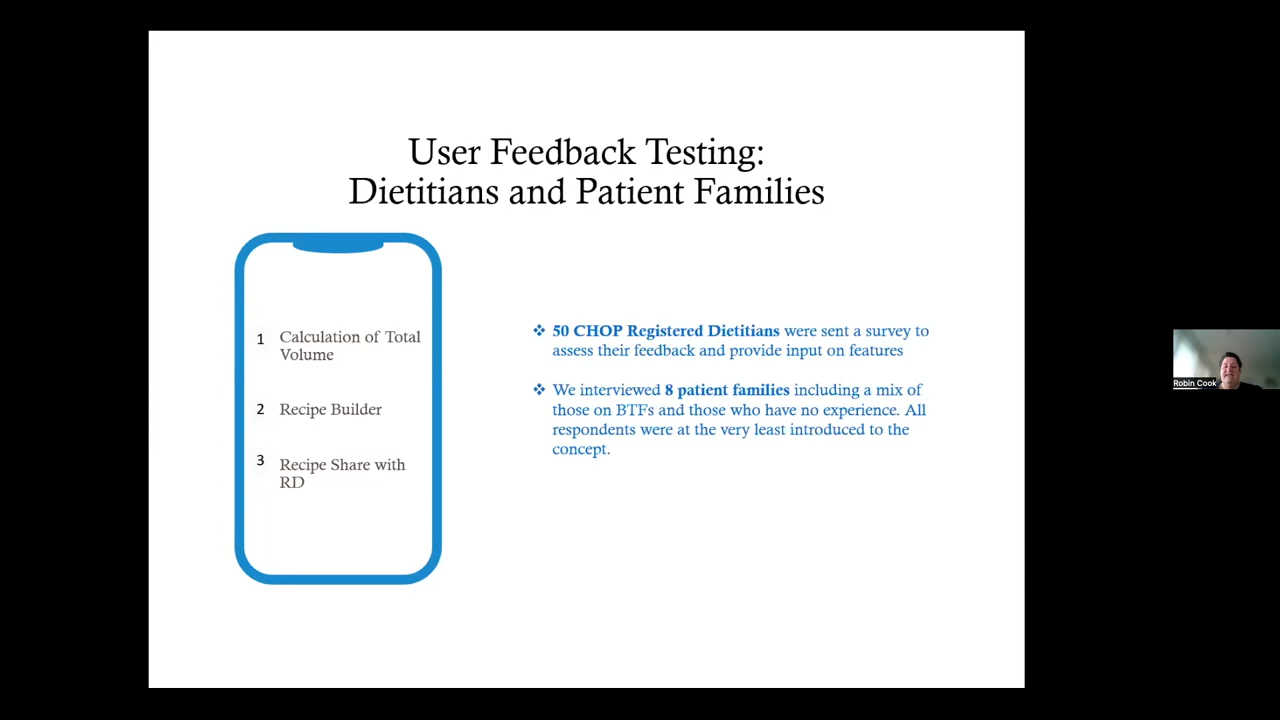 User Feedback Testing:
Dietitians and Patient Families
1 Calculation of Total
Volume
2 Recipe Builder
3 Recipe Share with
RD
❖ 50 CHOP Registered Dietitians were sent a survey to
assess their feedback and provide input on features
❖ We interviewed 8 patient families including a mix of
those on BTFs and those who have no experience. All
respondents were at the very least introduced to the
concept.
Robin Cook